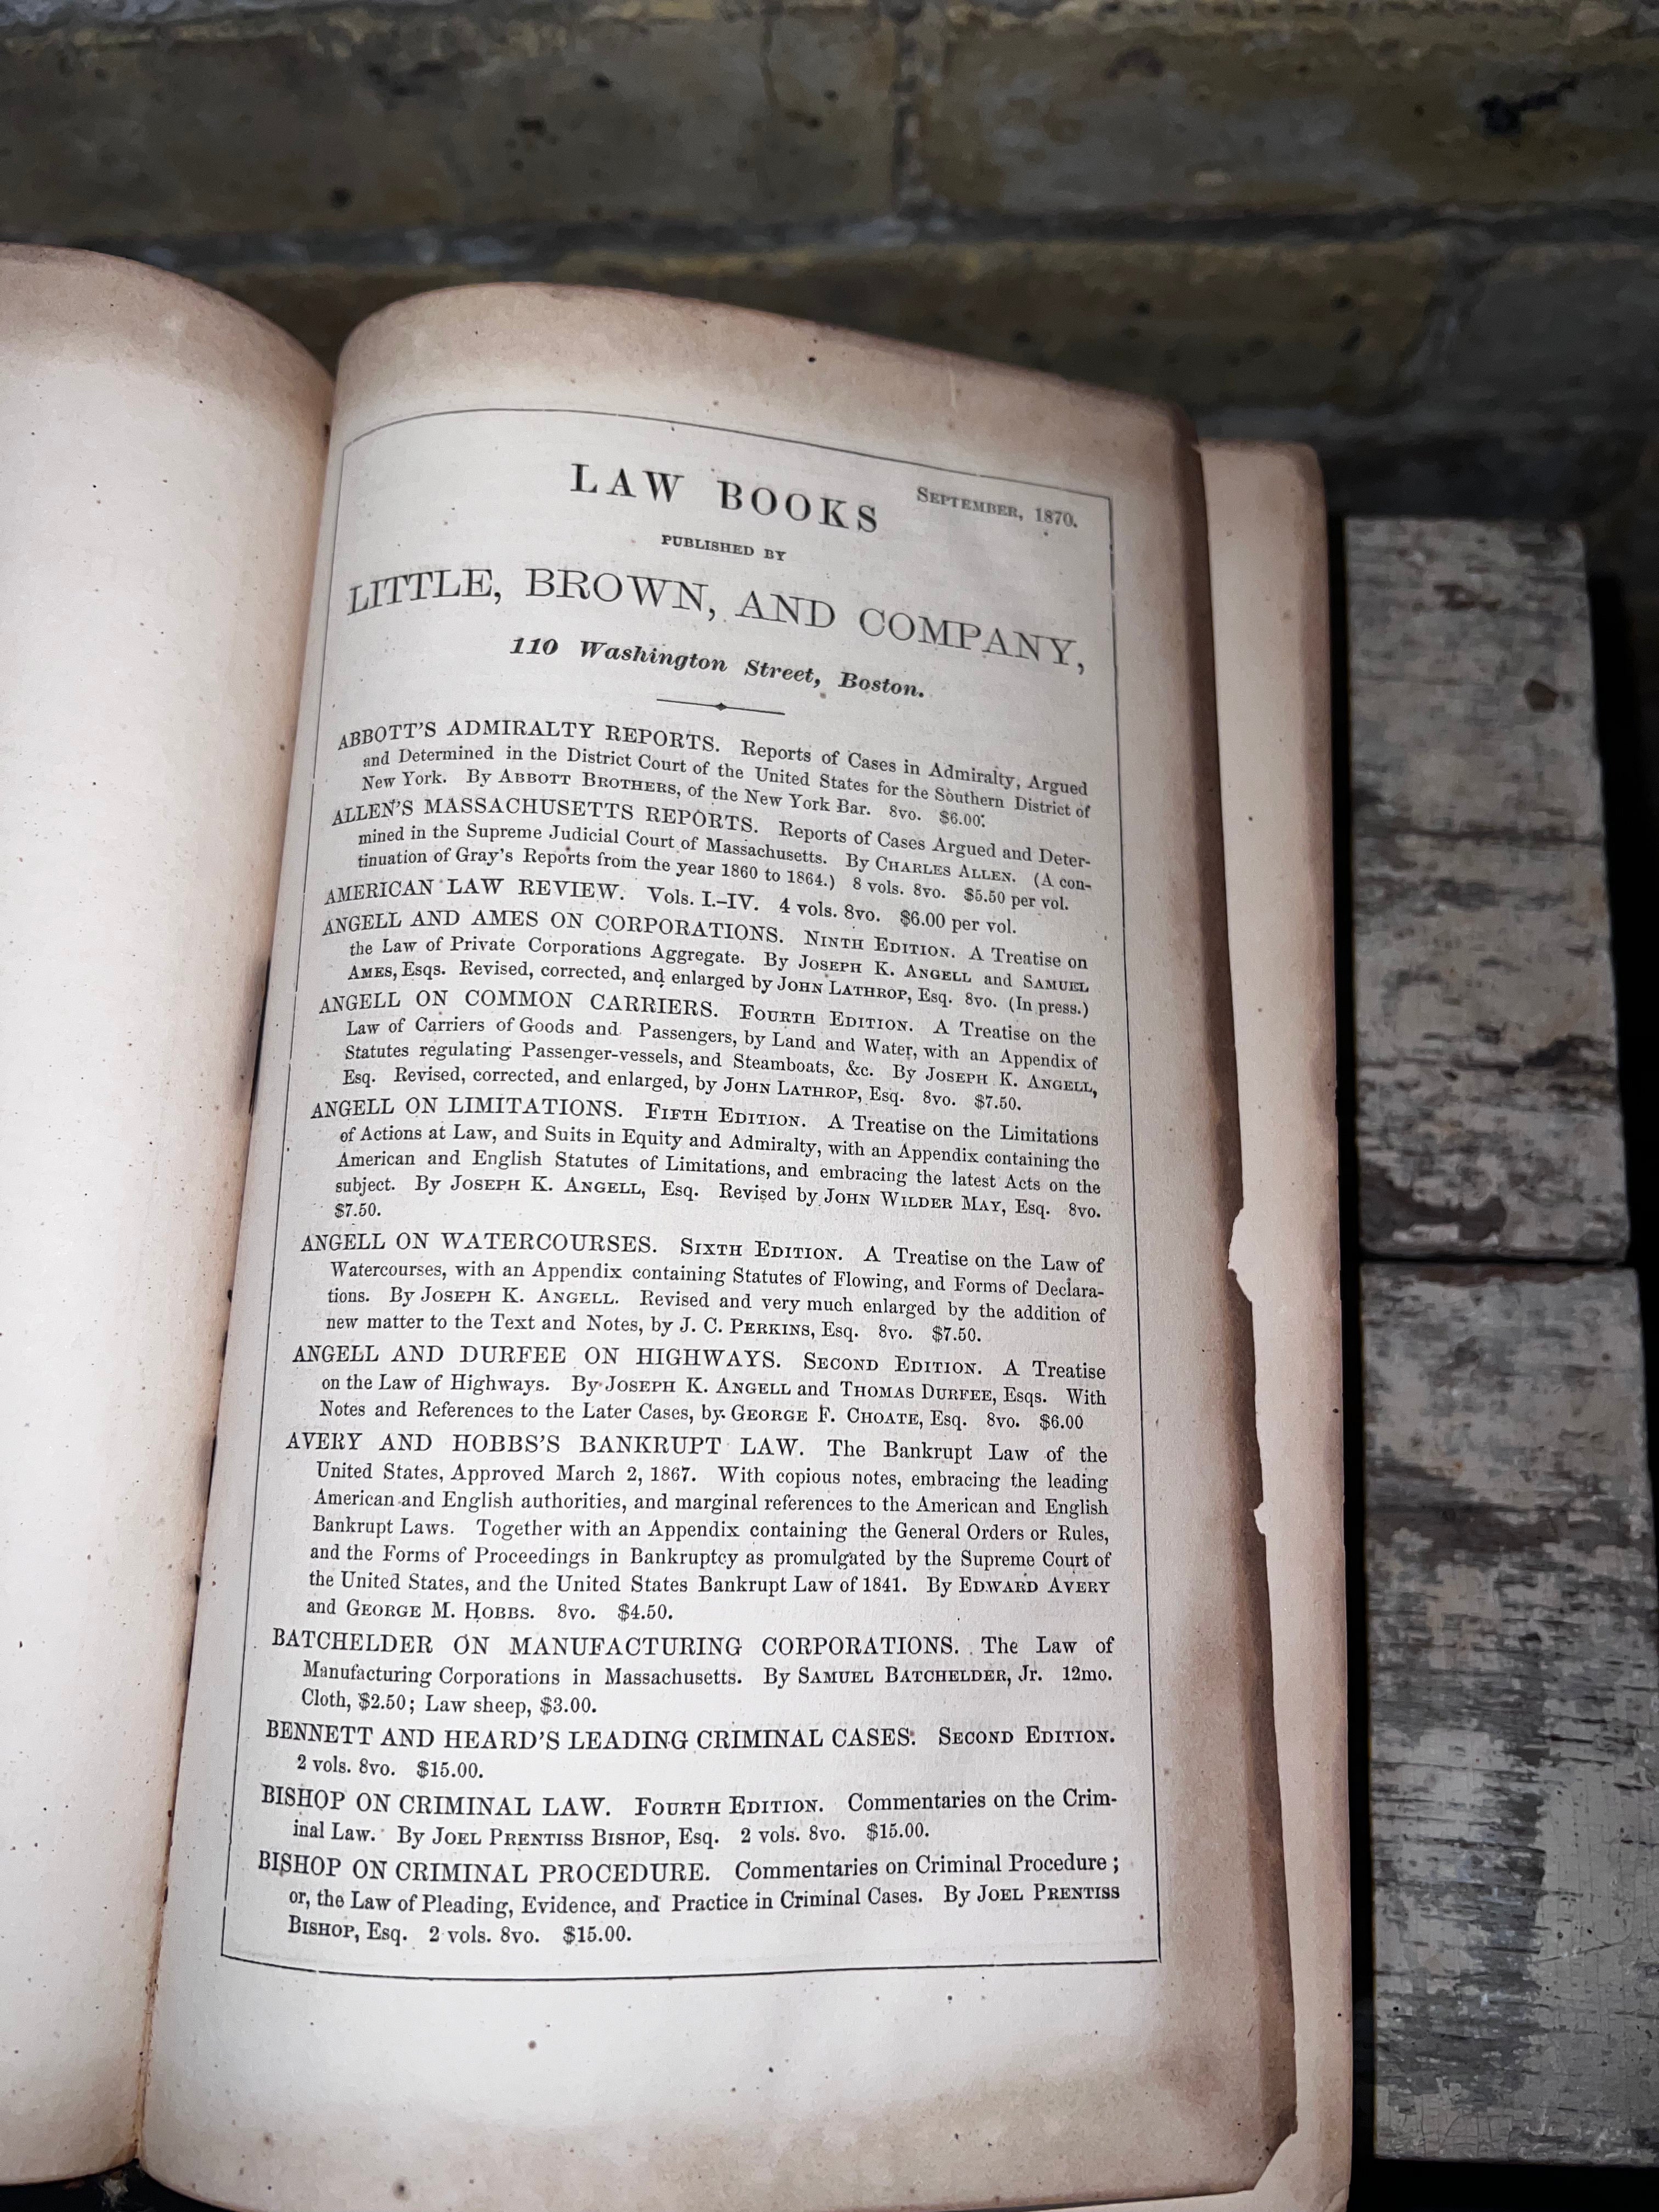 SEPTEMBER, 1870.
LAW BOOKS
PUBLISHED BY
LITTLE, BROWN, AND COMPANY,
110 Washington Street, Boston.
ABBOTT'S ADMIRALTY REPORTS. Reports of Cases in Admiralty, Argued
and Determined in the District Court of the United States for the Southern District of
New York. By ABBOTT BROTHERS, of the New York Bar. 8vo. $6.00.
ALLEN'S MASSACHUSETTS REPORTS. Reports of Cases Argued and Deter-
mined in the Supreme Judicial Court of Massachusetts. By CHARLES ALLEN. (A con-
tinuation of Gray's Reports from the year 1860 to 1864.) 8 vols. 8vo. $5.50 per vol.
AMERICAN LAW REVIEW. Vols. I.–IV. 4 vols. 8vo. $6.00 per vol.
ANGELL AND AMES ON CORPORATIONS. NINTH EDITION. A Treatise on
the Law of Private Corporations Aggregate. By JOSEPH K. ANGELL and SAMUEL
AMES, Esqs. Revised, corrected, and enlarged by JOHN LATHROP, Esq. 8vo. (In press.)
ANGELL ON COMMON CARRIERS. FOURTH EDITION. A Treatise on the
Law of Carriers of Goods and Passengers, by Land and Water, with an Appendix of
Statutes regulating Passenger-vessels, and Steamboats, &c. By JOSEPH K. ANGELL,
Esq. Revised, corrected, and enlarged, by JOHN LATHROP, Esq. 8vo. $7.50.
ANGELL ON LIMITATIONS. FIFTH EDITION. A Treatise on the Limitations
of Actions at Law, and Suits in Equity and Admiralty, with an Appendix containing the
American and English Statutes of Limitations, and embracing the latest Acts on the
subject. By JOSEPH K. ANGELL, Esq. Revised by JOHN WILDER MAY, Esq. 8vo.
$7.50.
ANGELL ON WATERCOURSES. SIXTH EDITION. A Treatise on the Law of
Watercourses, with an Appendix containing Statutes of Flowing, and Forms of Declara-
tions. By JOSEPH K. ANGELL. Revised and very much enlarged by the addition of
new matter to the Text and Notes, by J. C. PERKINS, Esq. 8vo. $7.50.
ANGELL AND DURFEE ON HIGHWAYS. SECOND EDITION. A Treatise
on the Law of Highways. By JOSEPH K. ANGELL and THOMAS DURFEE, Esqs. With
Notes and References to the Later Cases, by GEORGE F. CHOATE, Esq. 8vo. $6.00
AVERY AND HOBBS'S BANKRUPT LAW. The Bankrupt Law of the
United States, Approved March 2, 1867. With copious notes, embracing the leading
American and English authorities, and marginal references to the American and English
Bankrupt Laws. Together with an Appendix containing the General Orders or Rules,
and the Forms of Proceedings in Bankruptcy as promulgated by the Supreme Court of
the United States, and the United States Bankrupt Law of 1841. By EDWARD AVERY
and GEORGE M. HOBBS. 8vo. $4.50.
BATCHELDER ON MANUFACTURING CORPORATIONS. The Law of
Manufacturing Corporations in Massachusetts. By SAMUEL BATCHELDER, Jr. 12mo.
Cloth, $2.50; Law sheep, $3.00.
BENNETT AND HEARD'S LEADING CRIMINAL CASES. SECOND EDITION.
2 vols. 8vo. $15.00.
BISHOP ON CRIMINAL LAW. FOURTH EDITION. Commentaries on the Crim-
inal Law. By JOEL PRENTISS BISHOP, Esq. 2 vols. 8vo. $15.00.
BISHOP ON CRIMINAL PROCEDURE. Commentaries on Criminal Procedure;
or, the Law of Pleading, Evidence, and Practice in Criminal Cases. By JOEL PRENTISS
BISHOP, Esq. 2 vols. 8vo. $15.00.